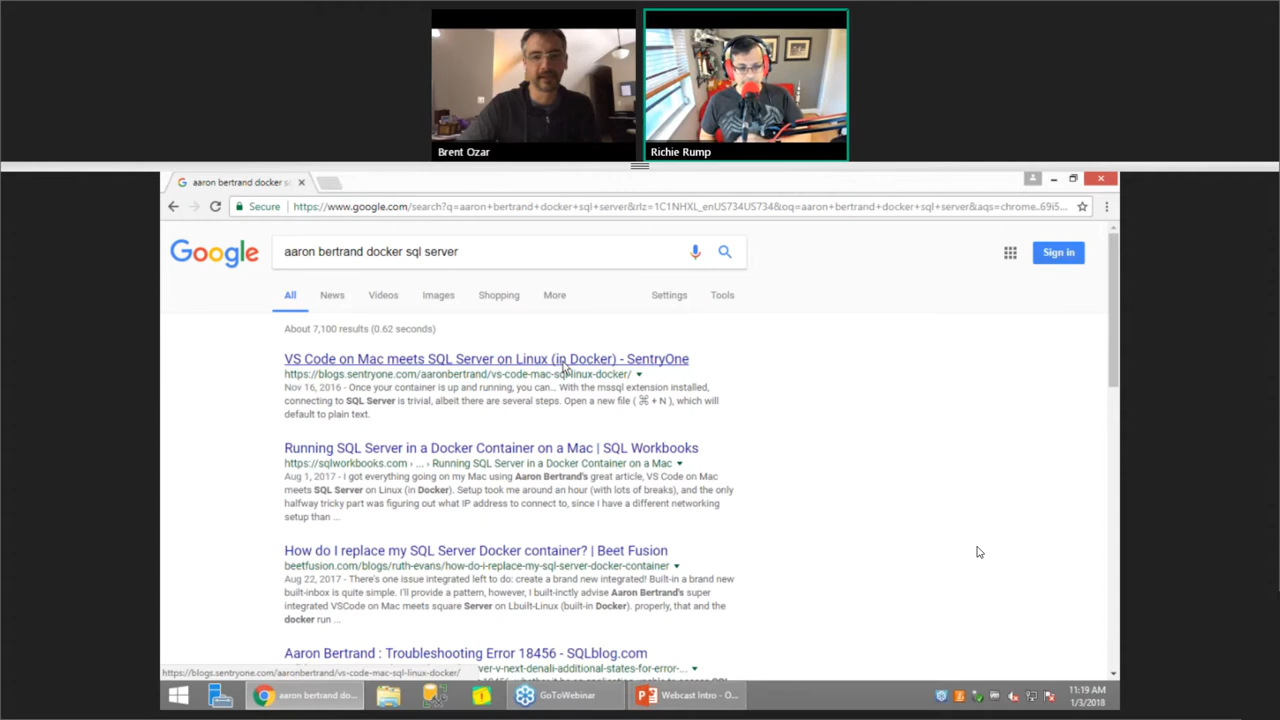 Brent Ozar
Richie Rump
aaron bertrand docker s
Secure
https://www.google.com/search?q=aaron+bertrand+docker+sql+server&rlz=1C1NHXL_enUS734US734&oq=aaron+bertrand+docker+sql+server&aqs=chrome..69i5...
Google
aaron bertrand docker sql server
Sign in
All News Videos Images Shopping More Settings Tools
About 7,100 results (0.62 seconds)
VS Code on Mac meets SQL Server on Linux (in Docker) - SentryOne
https://blogs.sentryone.com/aaronbertrand/vs-code-mac-sql-linux-docker/
Nov 16, 2016 - Once your container is up and running, you can... With the mssql extension installed,
connecting to SQL Server is trivial, albeit there are several steps. Open a new file ( ⌘ + N ), which will
default to plain text.
Running SQL Server in a Docker Container on a Mac | SQL Workbooks
https://sqlworkbooks.com › ... › Running SQL Server in a Docker Container on a Mac
Aug 1, 2017 - I got everything going on my Mac using Aaron Bertrand's great article, VS Code on Mac
meets SQL Server on Linux (in Docker). Setup took me around an hour (with lots of breaks), and the only
halfway tricky part was figuring out what IP address to connect to, since I have a different networking
setup than ...
How do I replace my SQL Server Docker container? | Beet Fusion
beetfusion.com/blogs/ruth-evans/how-do-i-replace-my-sql-server-docker-container
Aug 22, 2017 - There's one issue integrated left to do: create a brand new integrated! Built-in a brand new
built-inbox is quite simple. I'll provide a pattern, however, I built-inctly advise Aaron Bertrand's super
integrated VSCode on Mac meets square Server on Lbuilt-Linux (built-in Docker). properly, that and the
docker run ...
Aaron Bertrand : Troubleshooting Error 18456 - SQLblog.com
erver-v-next-denali-additional-states-for-error-...
https://blogs.sentryone.com/aaronbertrand/vs-code-mac-sql-linux-docker/
aaron bertrand do...
GoToWebinar
Webcast Intro - O...
11:19 AM
1/3/2018